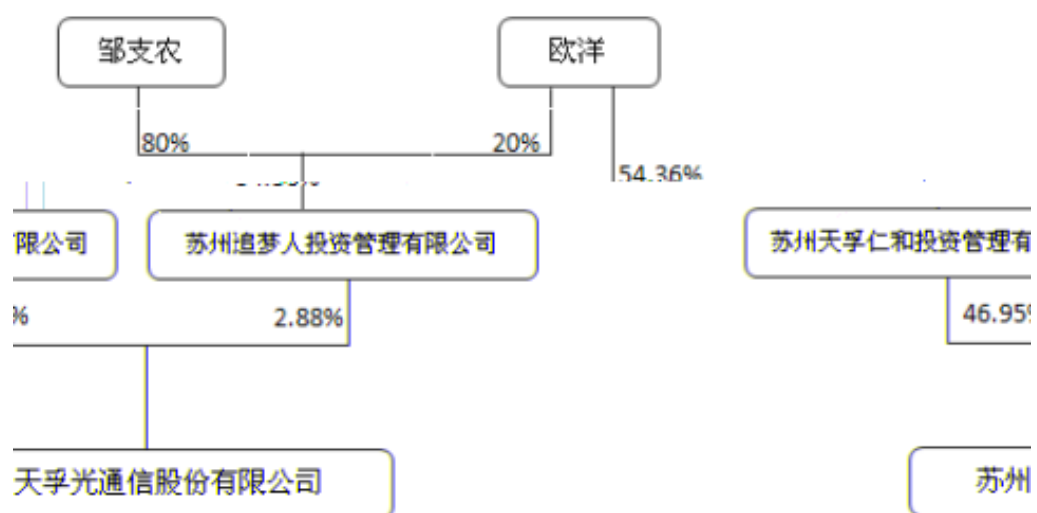 邹支农
欧洋
80%
20%
54.36%
限公司
苏州追梦人投资管理有限公司
苏州天孚仁和投资管理有
%
2.88%
46.95%
天孚光通信股份有限公司
苏州